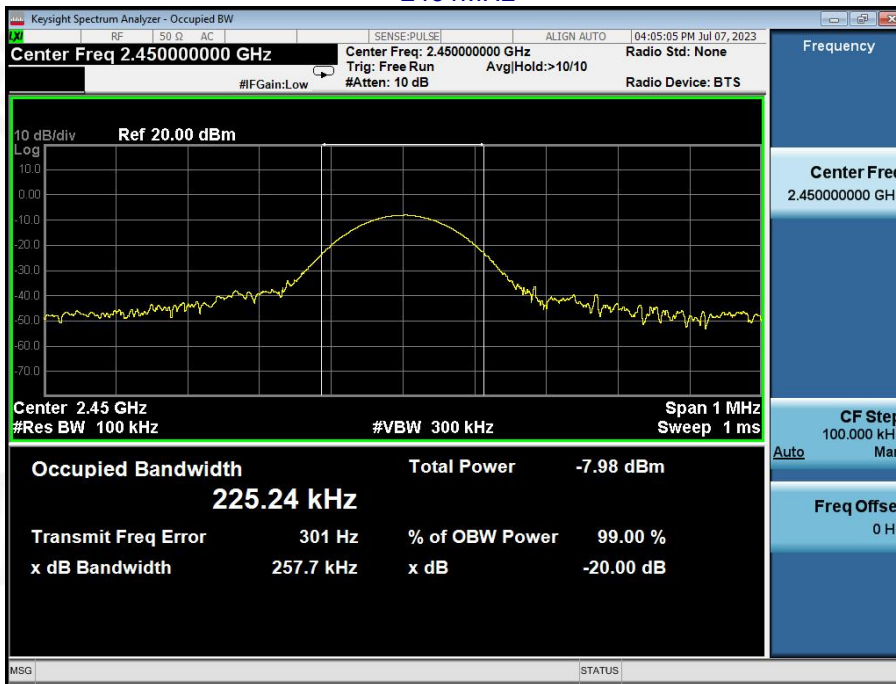 Keysight Spectrum Analyzer - Occupied BW
LXI RF 50 Ω AC SENSE:PULSE ALIGN AUTO 04:05:05 PM Jul 07, 2023
Center Freq 2.450000000 GHz Center Freq: 2.450000000 GHz Radio Std: None
Trig: Free Run Avg|Hold:>10/10
#IFGain:Low #Atten: 10 dB Radio Device: BTS
10 dB/div Ref 20.00 dBm
Log
10.0
0.00
-10.0
-20.0
-30.0
-40.0
-50.0
-60.0
-70.0
Center 2.45 GHz Span 1 MHz
#Res BW 100 kHz #VBW 300 kHz Sweep 1 ms
Occupied Bandwidth Total Power -7.98 dBm
225.24 kHz
Transmit Freq Error 301 Hz % of OBW Power 99.00 %
x dB Bandwidth 257.7 kHz x dB -20.00 dB
MSG STATUS
Frequency
Center Freq
2.450000000 GH
CF Step
100.000 kH
Auto Man
Freq Offse
0 H